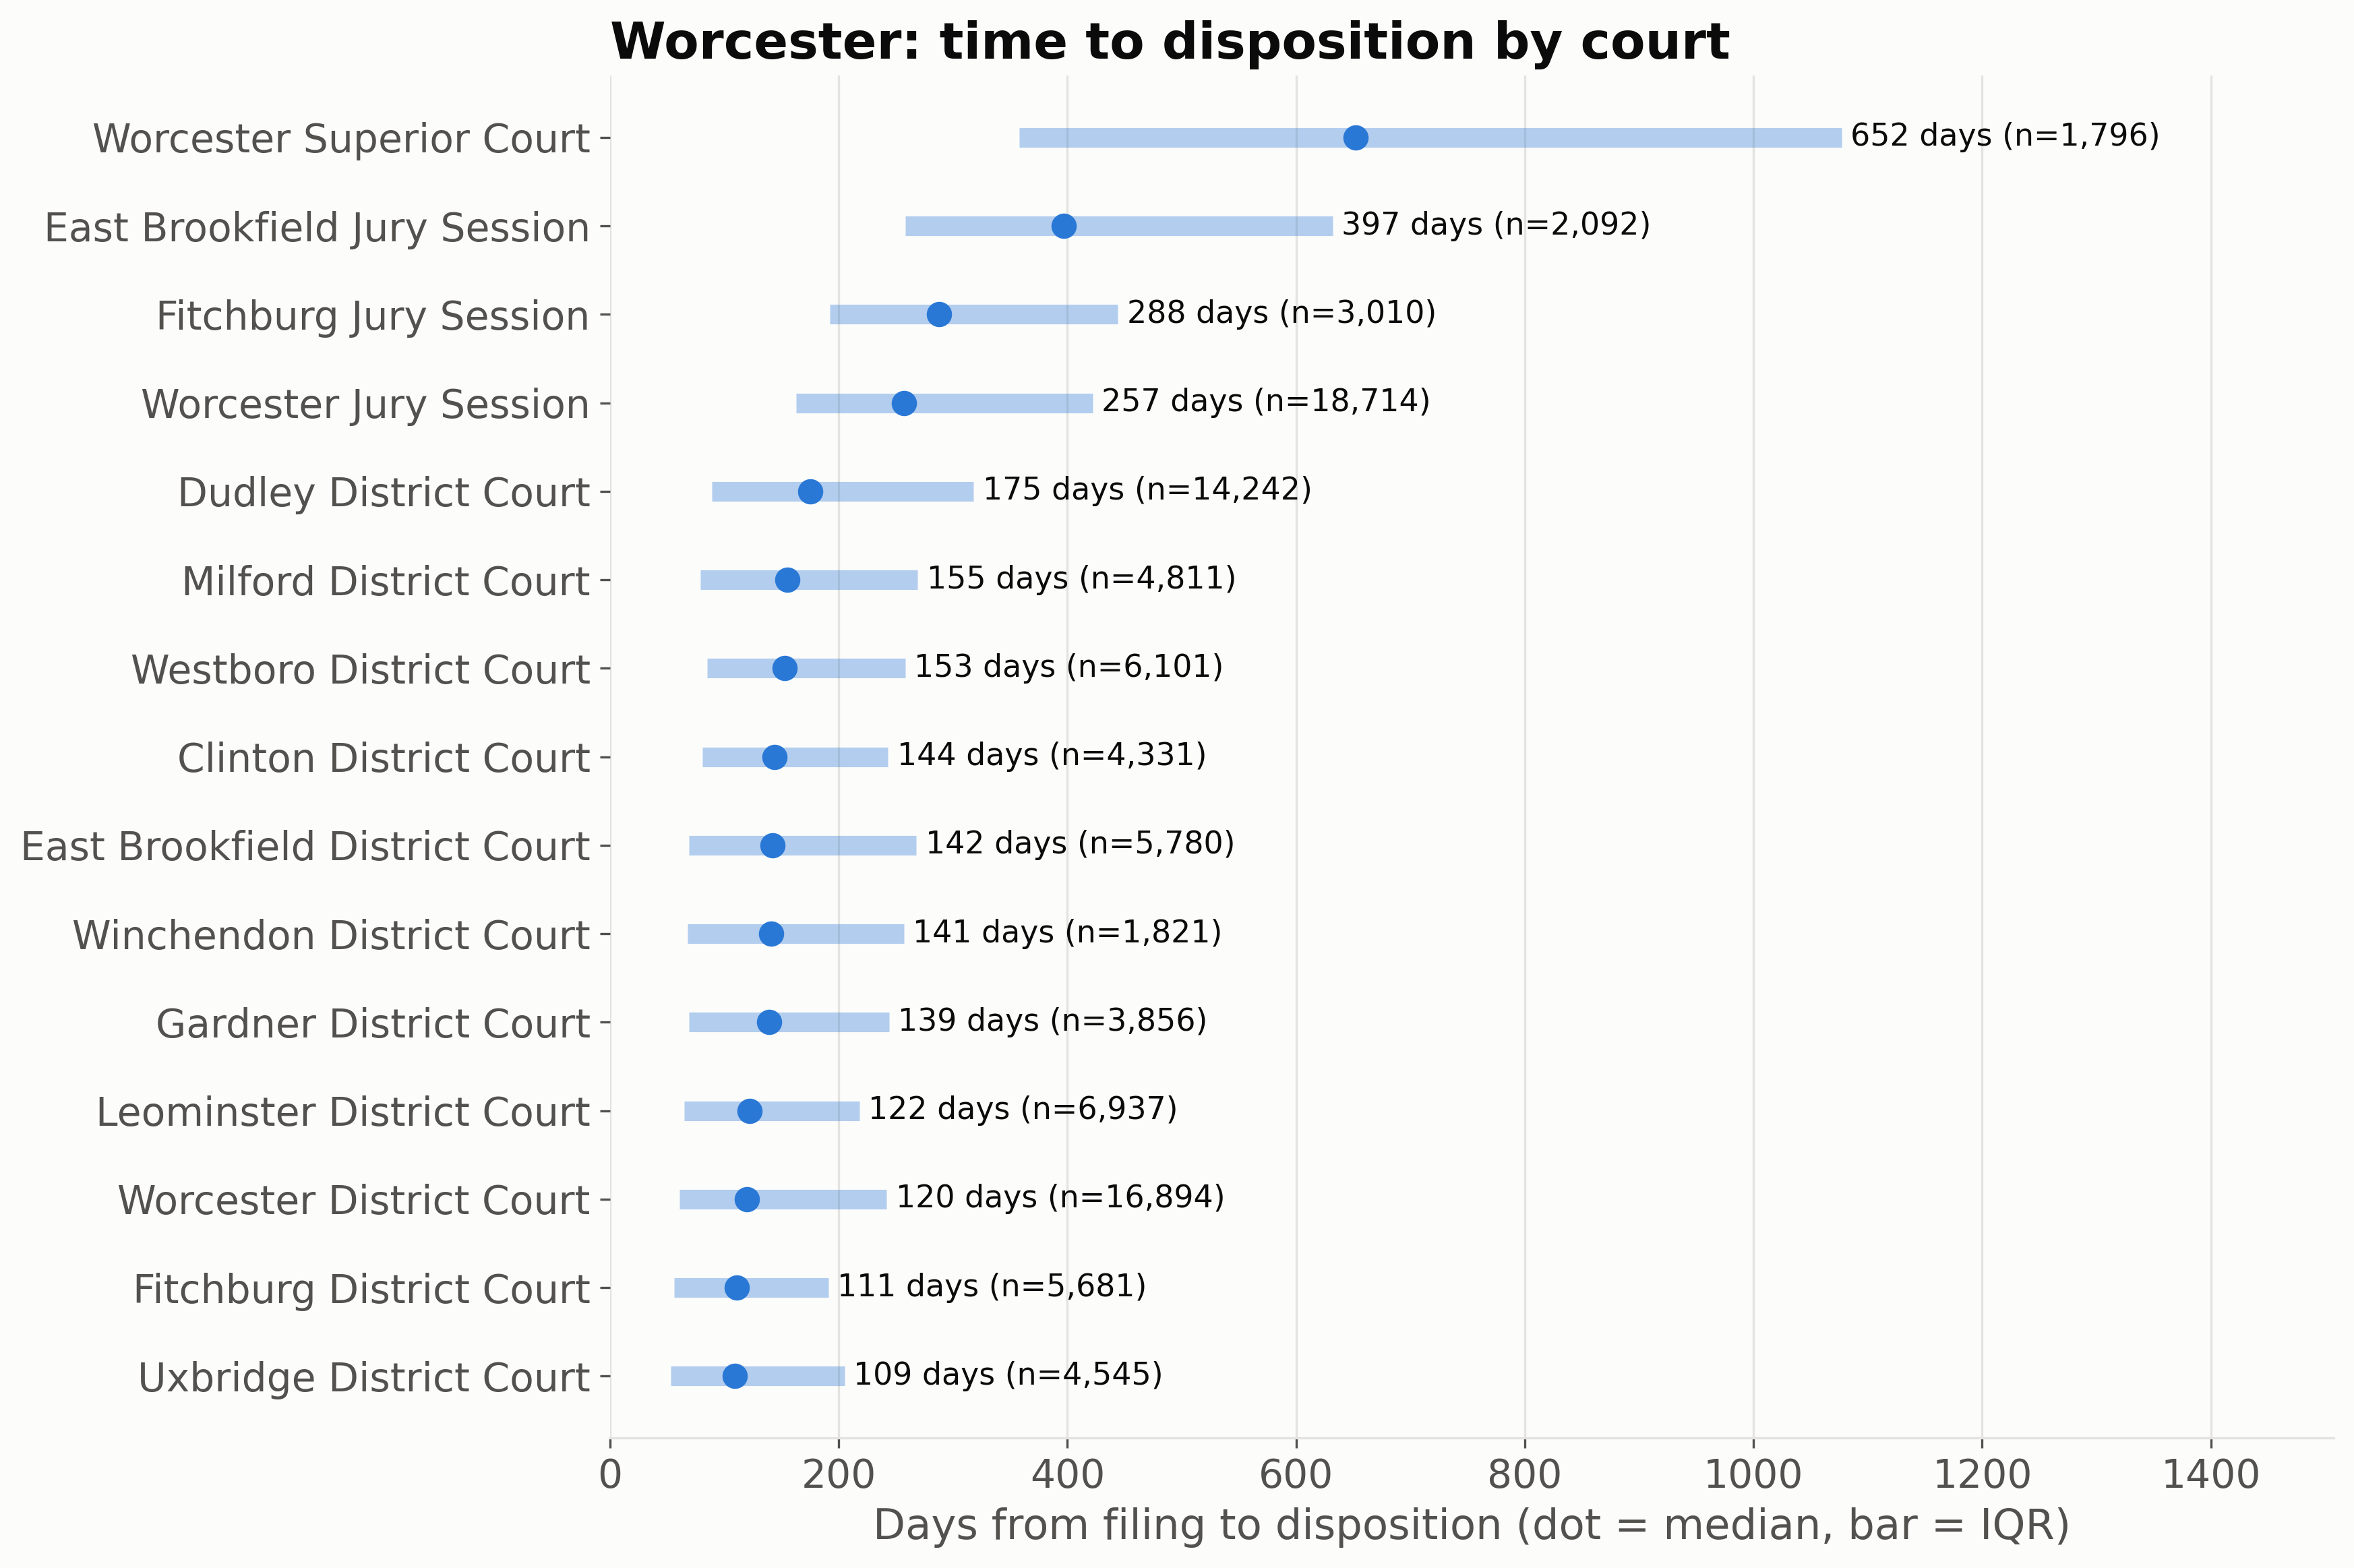 Worcester: time to disposition by court
Worcester Superior Court
652 days (n=1,796)
East Brookfield Jury Session
397 days (n=2,092)
Fitchburg Jury Session
288 days (n=3,010)
Worcester Jury Session
257 days (n=18,714)
Dudley District Court
175 days (n=14,242)
Milford District Court
155 days (n=4,811)
Westboro District Court
153 days (n=6,101)
Clinton District Court
144 days (n=4,331)
East Brookfield District Court
142 days (n=5,780)
Winchendon District Court
141 days (n=1,821)
Gardner District Court
139 days (n=3,856)
Leominster District Court
122 days (n=6,937)
Worcester District Court
120 days (n=16,894)
Fitchburg District Court
111 days (n=5,681)
Uxbridge District Court
109 days (n=4,545)
0 200 400 600 800 1000 1200 1400
Days from filing to disposition (dot = median, bar = IQR)